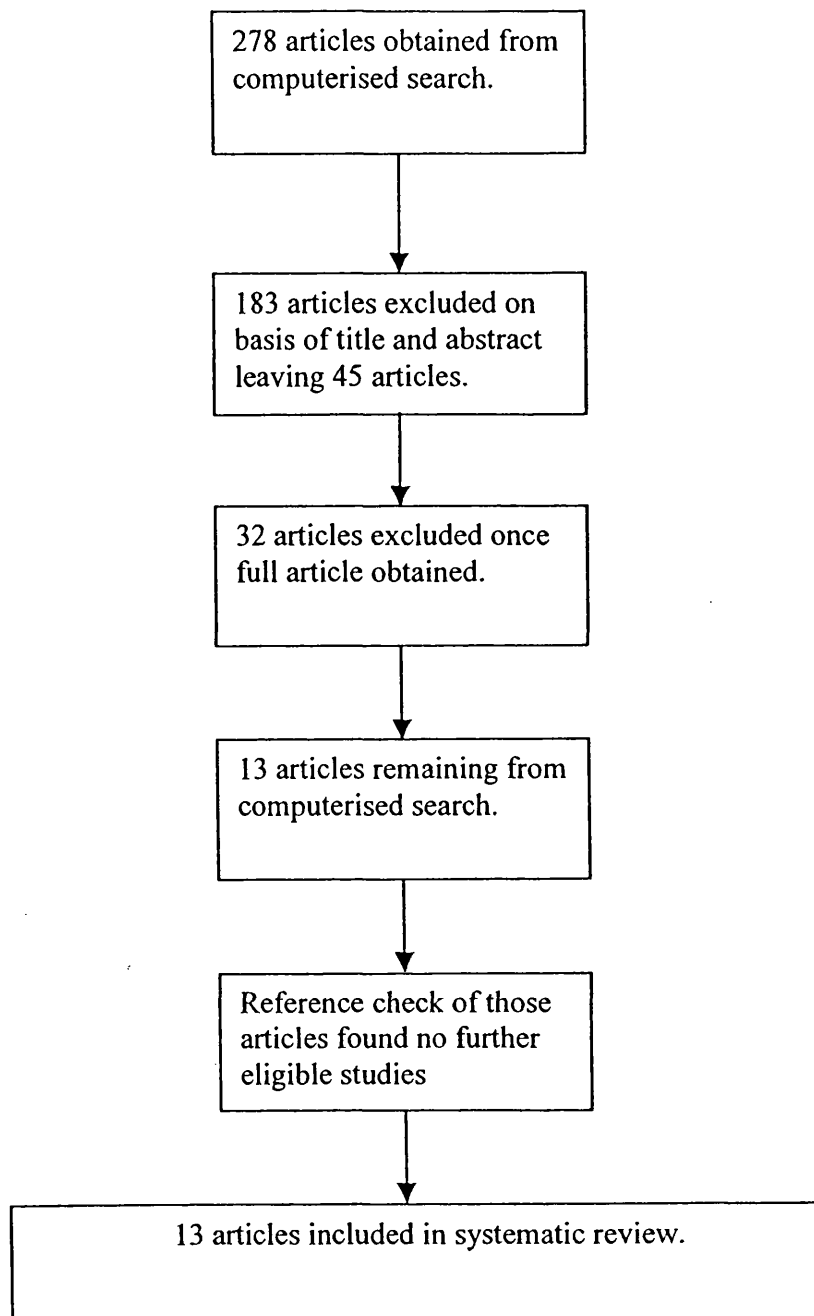 278 articles obtained from
computerised search.
183 articles excluded on
basis of title and abstract
leaving 45 articles.
32 articles excluded once
full article obtained.
13 articles remaining from
computerised search.
Reference check of those
articles found no further
eligible studies
13 articles included in systematic review.